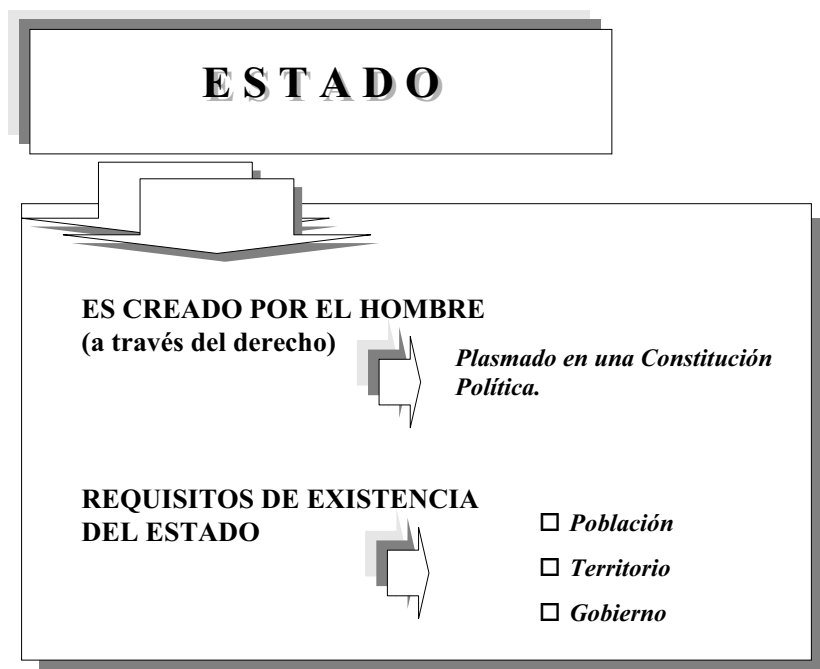 E S T A D O
ES CREADO POR EL HOMBRE
(a través del derecho)
Plasmado en una Constitución
Política.
REQUISITOS DE EXISTENCIA
DEL ESTADO
☐ Población
☐ Territorio
☐ Gobierno